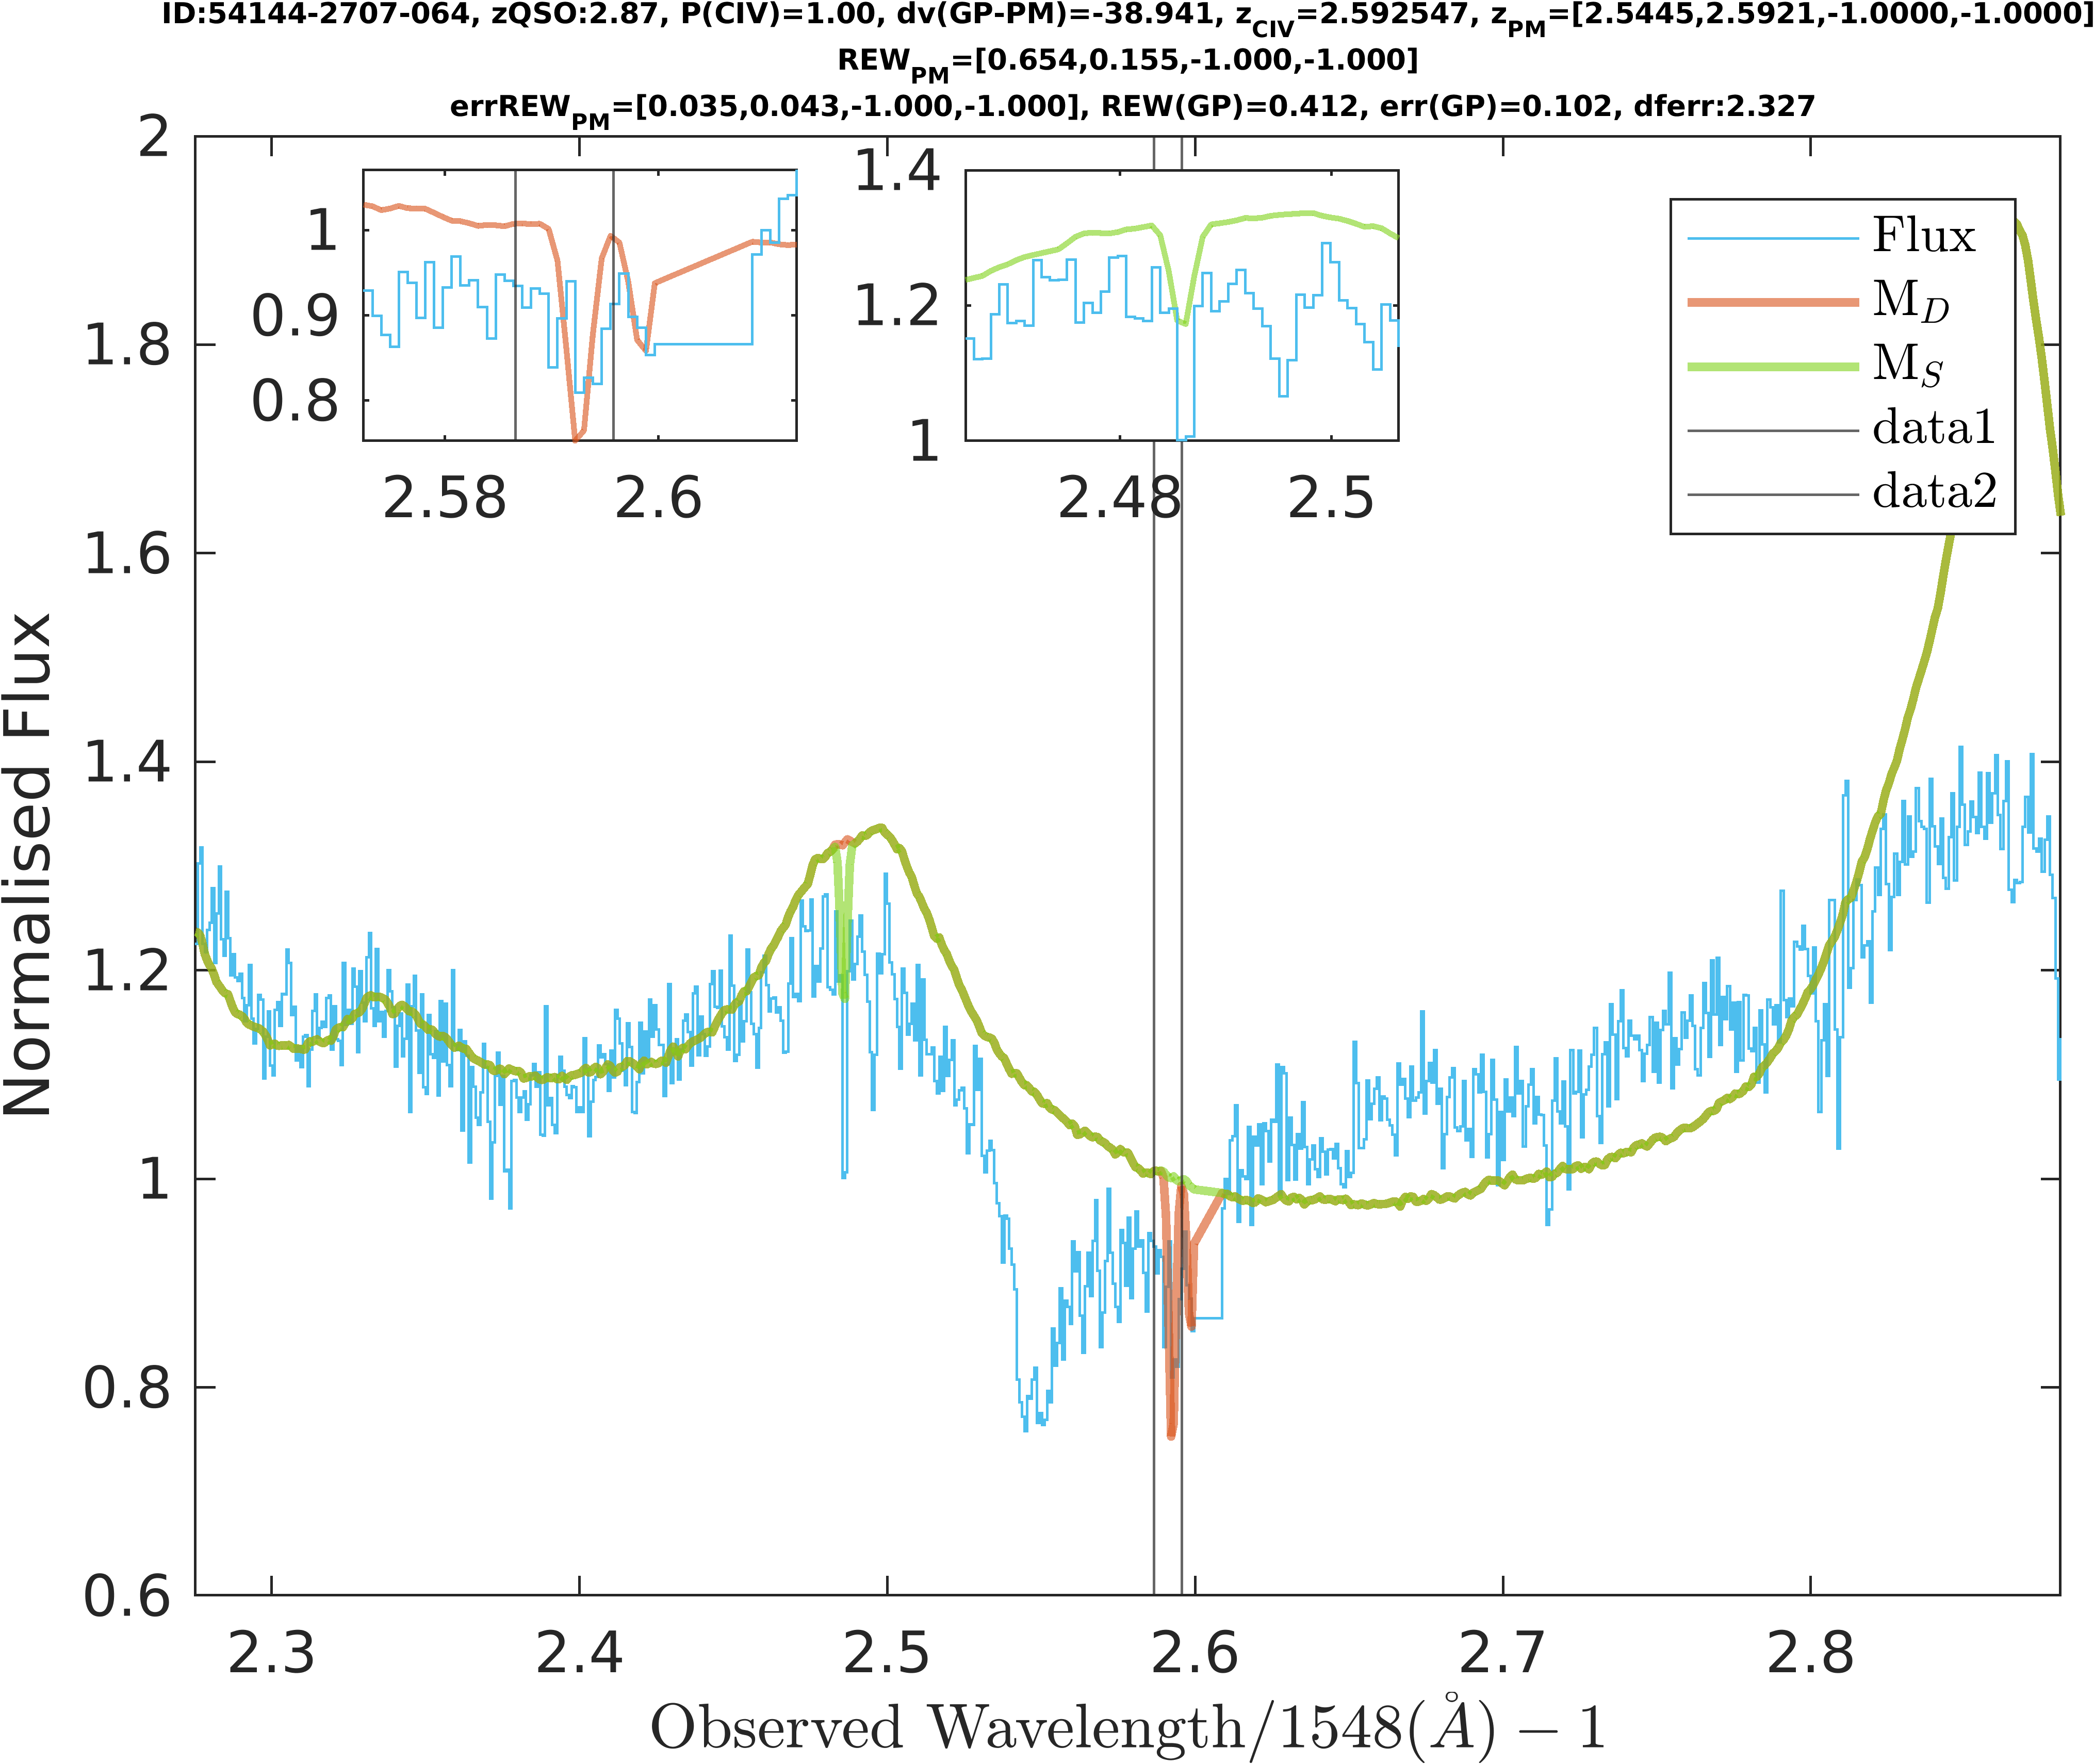 ID:54144-2707-064, zQSO:2.87, P(CIV)=1.00, dv(GP-PM)=-38.941, zCIV=2.592547, zPM=[2.5445,2.5921,-1.0000,-1.0000]
REWPM=[0.654,0.155,-1.000,-1.000]
errREWPM=[0.035,0.043,-1.000,-1.000], REW(GP)=0.412, err(GP)=0.102, dferr:2.327
2
1.8
1.6
1.4
1.2
1
0.8
0.6
Normalised Flux
1
0.9
0.8
2.58
2.6
1.4
1.2
1
2.48
2.5
Flux
MD
MS
data1
data2
2.3
2.4
2.5
2.6
2.7
2.8
Observed Wavelength/1548(Å) − 1